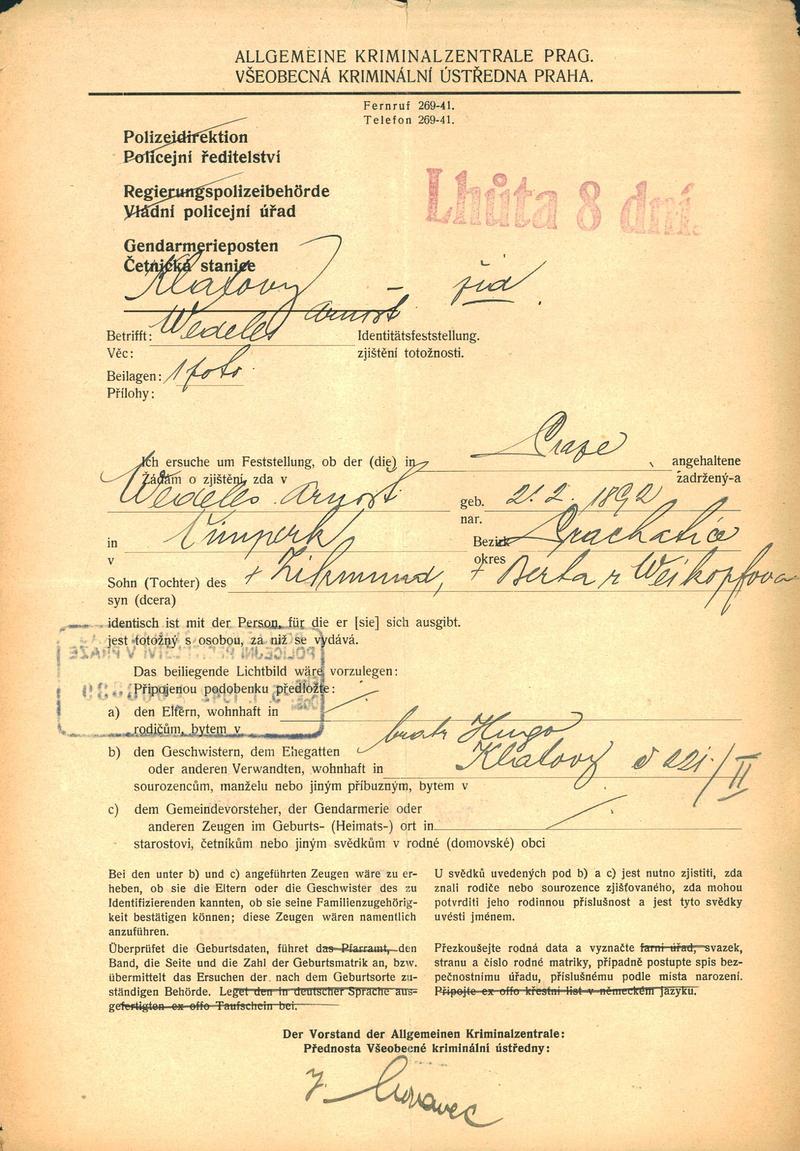 ALLGEMEINE KRIMINALZENTRALE PRAG.
VŠEOBECNÁ KRIMINÁLNÍ ÚSTŘEDNA PRAHA.
Fernruf 269-41.
Telefon 269-41.
Polizeidirektion
Policejní ředitelství
Lhůta 8 dní.
Regierungspolizeibehörde
Vládní policejní úřad
Gendarmerieposten
Četnická stanice
Klatovy – žid.
Betrifft: Wedeles Arnošt Identitätsfeststellung.
Věc: zjištění totožnosti.
Beilagen: 1 foto.
Přílohy:
Ich ersuche um Feststellung, ob der (die) in Praze angehaltene
Žádám o zjištění, zda v zadržený-a
Wedeles Arnošt geb. 21.2. 1892
nar.
in Vimperk Bezirk Prachatice
v okres
Sohn (Tochter) des + Zikmund, + Berta r. Weikopfova
syn (dcera)
identisch ist mit der Person, für die er [sie] sich ausgibt.
jest totožný s osobou, za niž se vydává.
Das beiliegende Lichtbild wäre vorzulegen:
Připojenou podobenku předložte:
a) den Eltern, wohnhaft in
rodičům, bytem v
bratr Hugo
b) den Geschwistern, dem Ehegatten
oder anderen Verwandten, wohnhaft in Klatovy č 221/II
sourozencům, manželu nebo jiným příbuzným, bytem v
c) dem Gemeindevorsteher, der Gendarmerie oder
anderen Zeugen im Geburts- (Heimats-) ort in
starostovi, četníkům nebo jiným svědkům v rodné (domovské) obci
Bei den unter b) und c) angeführten Zeugen wäre zu er-
heben, ob sie die Eltern oder die Geschwister des zu
Identifizierenden kannten, ob sie seine Familienzugehörig-
keit bestätigen können; diese Zeugen wären namentlich
anzuführen.
Überprüfet die Geburtsdaten, führet das Pfarramt, den
Band, die Seite und die Zahl der Geburtsmatrik an, bzw.
übermittelt das Ersuchen der nach dem Geburtsorte zu-
ständigen Behörde. Leget den in deutscher Sprache aus-
gefertigten ex offo Taufschein bei.
U svědků uvedených pod b) a c) jest nutno zjistiti, zda
znali rodiče nebo sourozence zjišťovaného, zda mohou
potvrditi jeho rodinnou příslušnost a jest tyto svědky
uvésti jménem.
Přezkoušejte rodná data a vyznačte farní úřad, svazek,
stranu a číslo rodné matriky, případně postupte spis bez-
pečnostnímu úřadu, příslušnému podle místa narození.
Připojte ex offo křestní list v německém jazyku.
Der Vorstand der Allgemeinen Kriminalzentrale:
Přednosta Všeobecné kriminální ústředny: